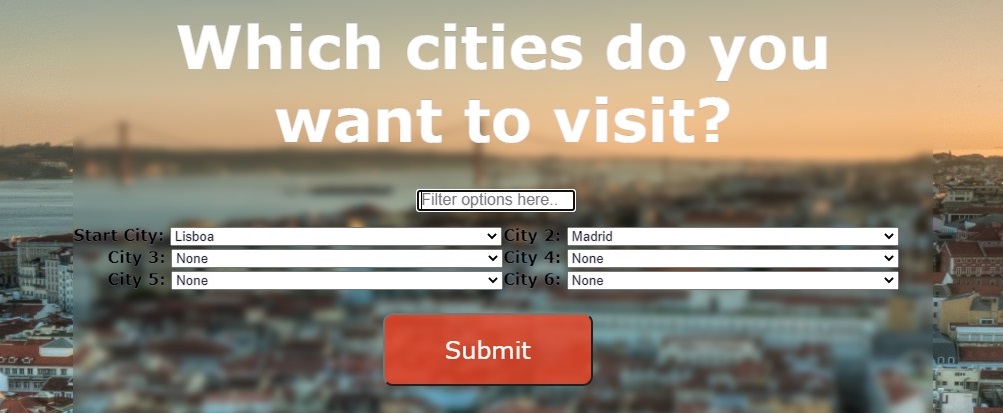 Which cities do you
want to visit?
Filter options here..
Start City: Lisboa City 2: Madrid
City 3: None City 4: None
City 5: None City 6: None
Submit